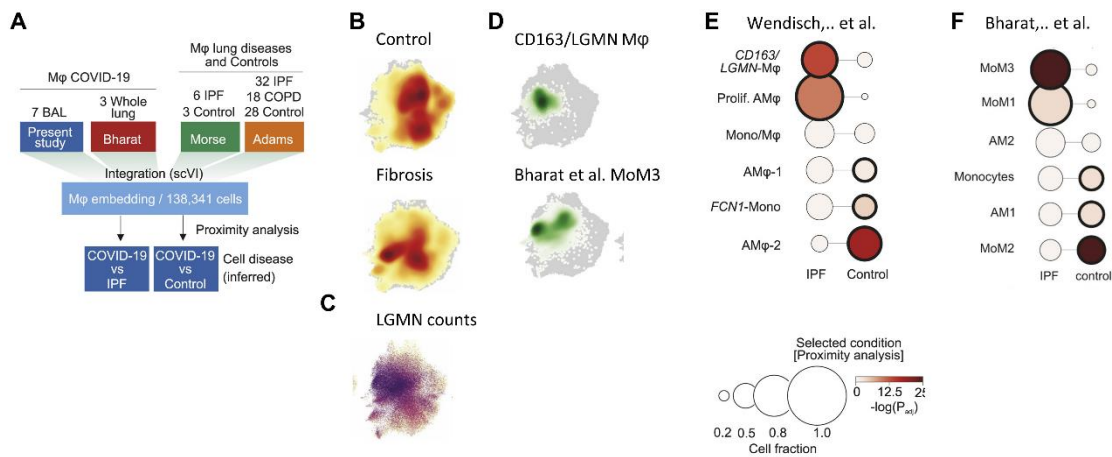 A
Mφ COVID-19
Mφ lung diseases
and Controls
7 BAL
3 Whole
lung
6 IPF
3 Control
32 IPF
18 COPD
28 Control
Present
study
Bharat
Morse
Adams
Integration (scVI)
Mφ embedding / 138,341 cells
Proximity analysis
COVID-19
vs
IPF
COVID-19
vs
Control
Cell disease
(inferred)
B
Control
Fibrosis
C
LGMN counts
D
CD163/LGMN Mφ
Bharat et al. MoM3
E
Wendisch,.. et al.
CD163/
LGMN-Mφ
Prolif. AMφ
Mono/Mφ
AMφ-1
FCN1-Mono
AMφ-2
IPF Control
F
Bharat,.. et al.
MoM3
MoM1
AM2
Monocytes
AM1
MoM2
IPF control
Selected condition
[Proximity analysis]
0.2 0.5 0.8 1.0
Cell fraction
0 12.5 25
-log(Padj)